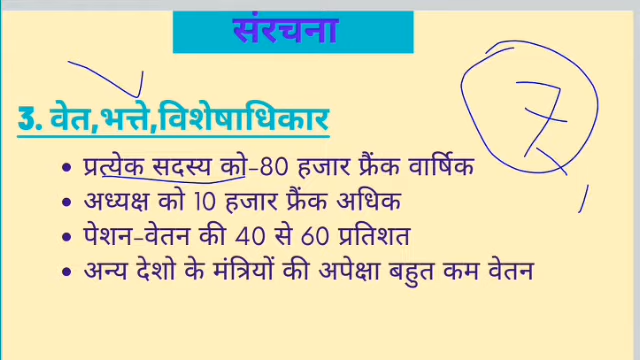 संरचना
3. वेत,भत्ते,विशेषाधिकार
7
• प्रत्येक सदस्य को-80 हजार फ्रैंक वार्षिक
• अध्यक्ष को 10 हजार फ्रैंक अधिक
• पेशन-वेतन की 40 से 60 प्रतिशत
• अन्य देशो के मंत्रियों की अपेक्षा बहुत कम वेतन